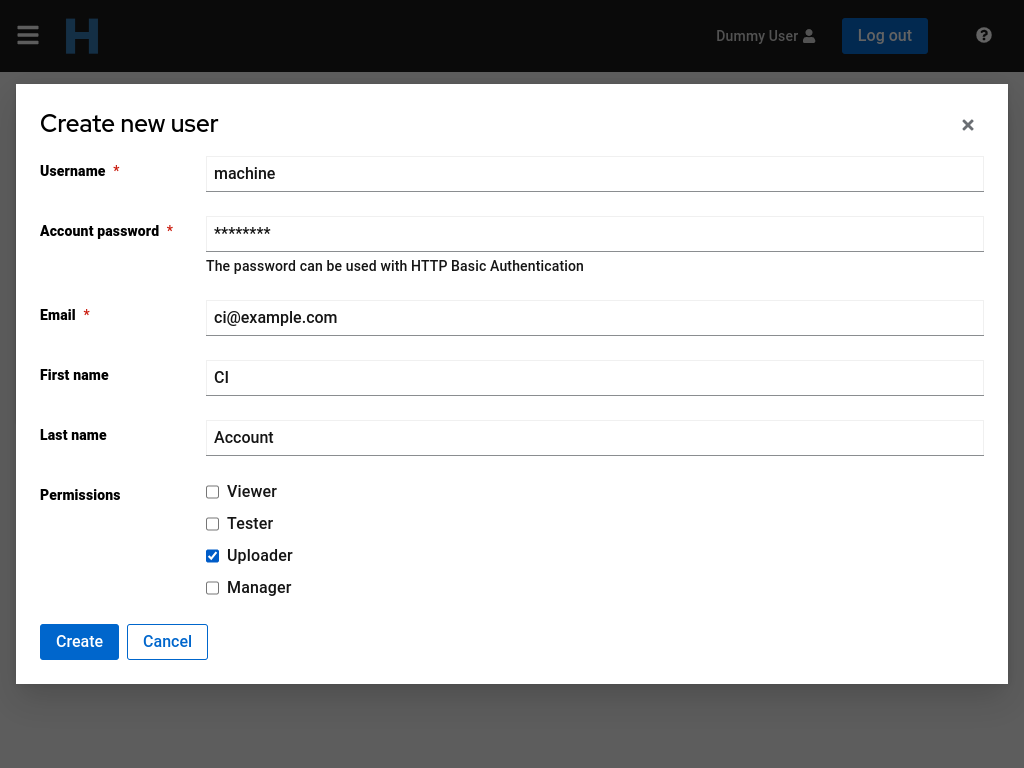 H Dummy User Log out
Create new user
Username * machine
Account password * ********
The password can be used with HTTP Basic Authentication
Email * ci@example.com
First name CI
Last name Account
Permissions Viewer
Tester
Uploader
Manager
Create Cancel